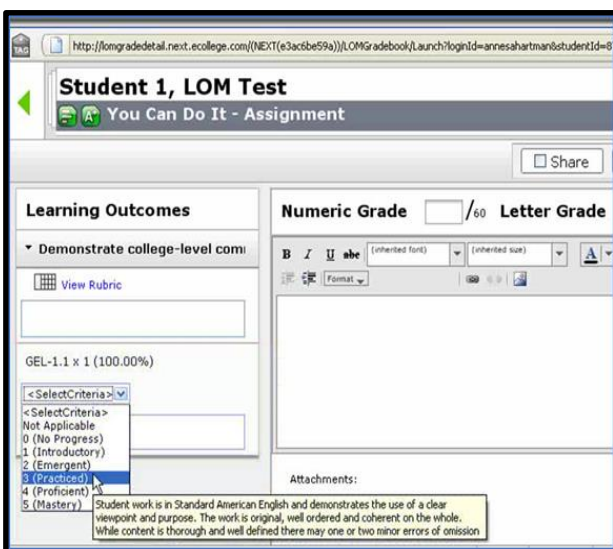 TAG
http://lomgradedetail.next.ecollege.com/(NEXT(e3ac6be59a))/LOMGradebook/Launch?loginId=annesahartman&studentId=8
Student 1, LOM Test
A+ You Can Do It - Assignment
Share
Learning Outcomes
Numeric Grade /60 Letter Grade
Demonstrate college-level com
B I U abc (inherited font) (inherited size) A
Format
View Rubric
GEL-1.1 x 1 (100.00%)
<SelectCriteria>
<SelectCriteria>
Not Applicable
0 (No Progress)
1 (Introductory)
2 (Emergent)
3 (Practiced)
4 (Proficient)
5 (Mastery)
Attachments:
Student work is in Standard American English and demonstrates the use of a clear
viewpoint and purpose. The work is original, well ordered and coherent on the whole.
While content is thorough and well defined there may one or two minor errors of omission